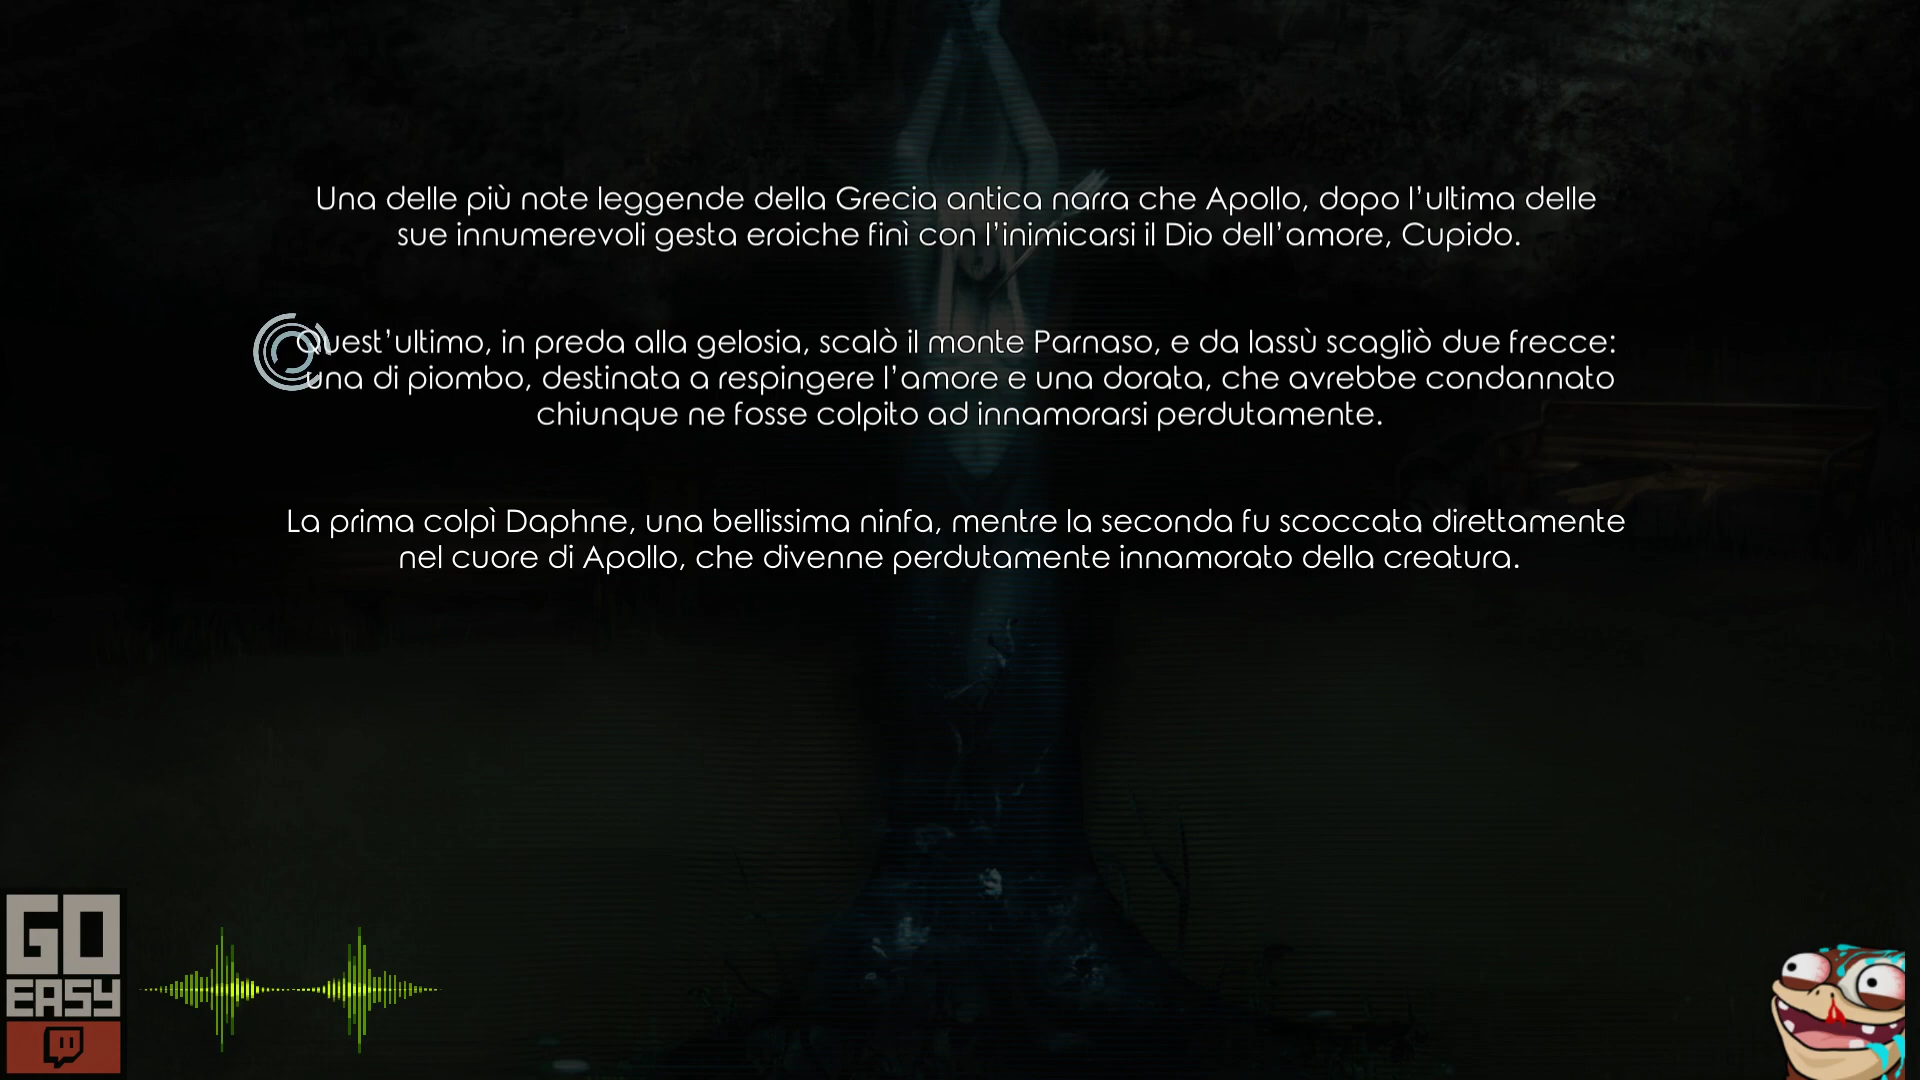 Una delle più note leggende della Grecia antica narra che Apollo, dopo l'ultima delle
sue innumerevoli gesta eroiche finì con l'inimicarsi il Dio dell'amore, Cupido.
Quest'ultimo, in preda alla gelosia, scalò il monte Parnaso, e da lassù scagliò due frecce:
una di piombo, destinata a respingere l'amore e una dorata, che avrebbe condannato
chiunque ne fosse colpito ad innamorarsi perdutamente.
La prima colpì Daphne, una bellissima ninfa, mentre la seconda fu scoccata direttamente
nel cuore di Apollo, che divenne perdutamente innamorato della creatura.
GO
EASY